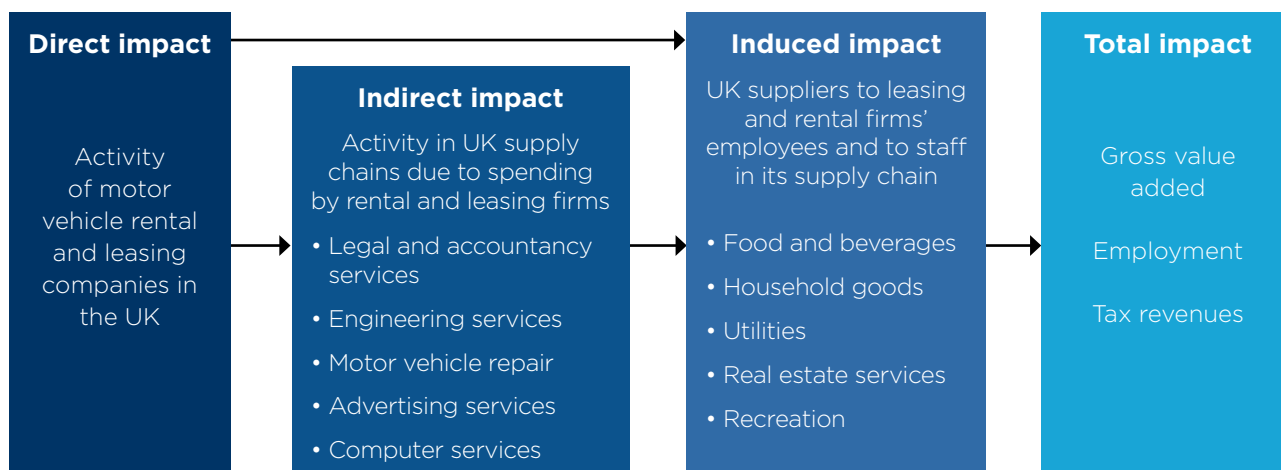 Direct impact
Activity
of motor
vehicle rental
and leasing
companies in
the UK
Indirect impact
Activity in UK supply
chains due to spending
by rental and leasing firms
• Legal and accountancy
services
• Engineering services
• Motor vehicle repair
• Advertising services
• Computer services
Induced impact
UK suppliers to leasing
and rental firms’
employees and to staff
in its supply chain
• Food and beverages
• Household goods
• Utilities
• Real estate services
• Recreation
Total impact
Gross value
added
Employment
Tax revenues